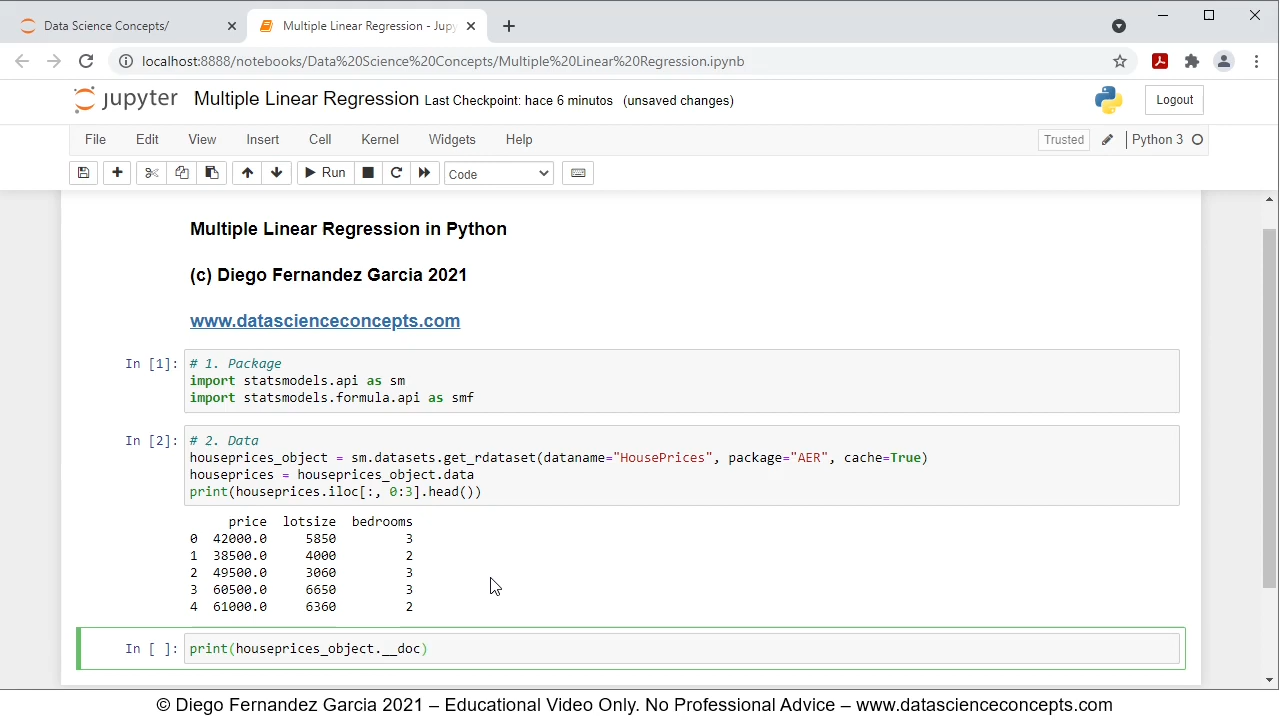 Data Science Concepts/
Multiple Linear Regression - Jupy
localhost:8888/notebooks/Data%20Science%20Concepts/Multiple%20Linear%20Regression.ipynb
jupyter Multiple Linear Regression Last Checkpoint: hace 6 minutos (unsaved changes)
Logout
File Edit View Insert Cell Kernel Widgets Help
Trusted Python 3
Run Code
Multiple Linear Regression in Python
(c) Diego Fernandez Garcia 2021
www.datascienceconcepts.com
In [1]: # 1. Package
import statsmodels.api as sm
import statsmodels.formula.api as smf
In [2]: # 2. Data
houseprices_object = sm.datasets.get_rdataset(dataname="HousePrices", package="AER", cache=True)
houseprices = houseprices_object.data
print(houseprices.iloc[:, 0:3].head())
price lotsize bedrooms
0 42000.0 5850 3
1 38500.0 4000 2
2 49500.0 3060 3
3 60500.0 6650 3
4 61000.0 6360 2
In [ ]: print(houseprices_object.__doc)
© Diego Fernandez Garcia 2021 – Educational Video Only. No Professional Advice – www.datascienceconcepts.com